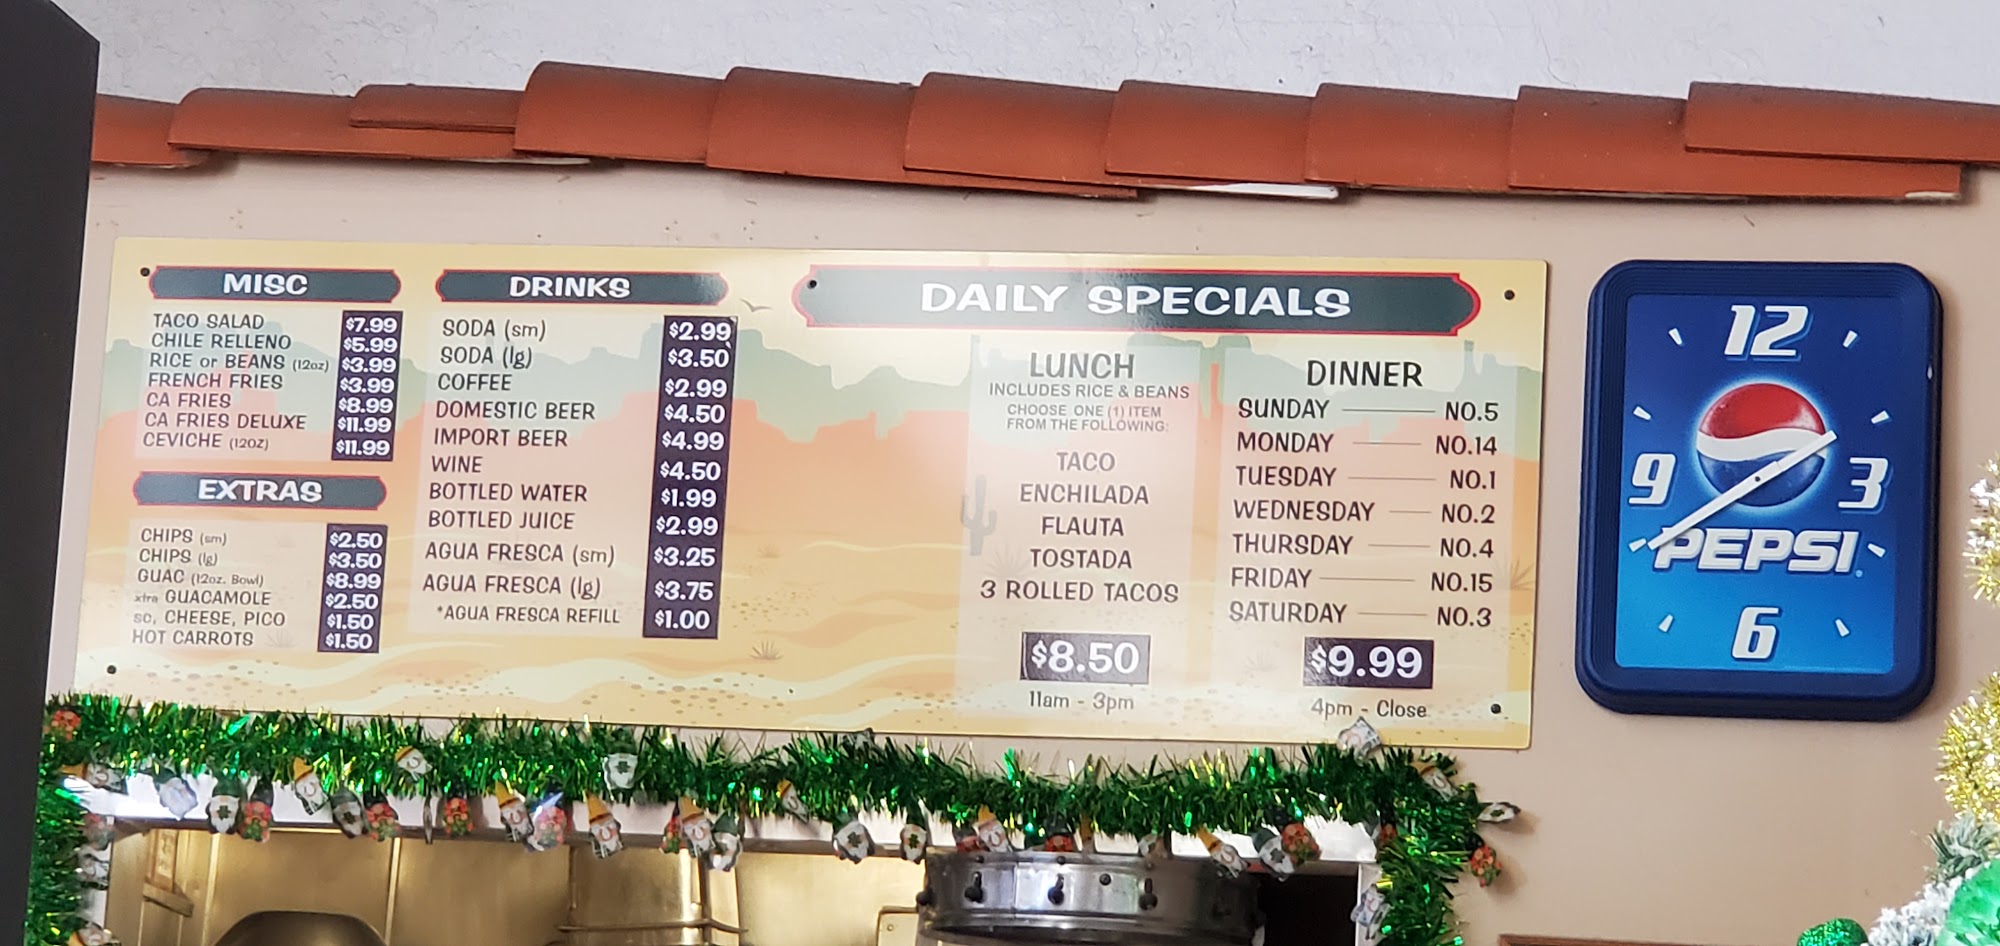 MISC
TACO SALAD $7.99
CHILE RELLENO $5.99
RICE or BEANS (12oz) $3.99
FRENCH FRIES $3.99
CA FRIES $8.99
CA FRIES DELUXE $11.99
CEVICHE (12OZ) $11.99
EXTRAS
CHIPS (sm) $2.50
CHIPS (lg) $3.50
GUAC (12oz. Bowl) $8.99
xtra GUACAMOLE $2.50
SC, CHEESE, PICO $1.50
HOT CARROTS $1.50
DRINKS
SODA (sm) $2.99
SODA (lg) $3.50
COFFEE $2.99
DOMESTIC BEER $4.50
IMPORT BEER $4.99
WINE $4.50
BOTTLED WATER $1.99
BOTTLED JUICE $2.99
AGUA FRESCA (sm) $3.25
AGUA FRESCA (lg) $3.75
*AGUA FRESCA REFILL $1.00
DAILY SPECIALS
LUNCH
INCLUDES RICE & BEANS
CHOOSE ONE (1) ITEM
FROM THE FOLLOWING:
TACO
ENCHILADA
FLAUTA
TOSTADA
3 ROLLED TACOS
$8.50
11am - 3pm
DINNER
SUNDAY NO.5
MONDAY NO.14
TUESDAY NO.1
WEDNESDAY NO.2
THURSDAY NO.4
FRIDAY NO.15
SATURDAY NO.3
$9.99
4pm - Close
12
9 3
PEPSI
6